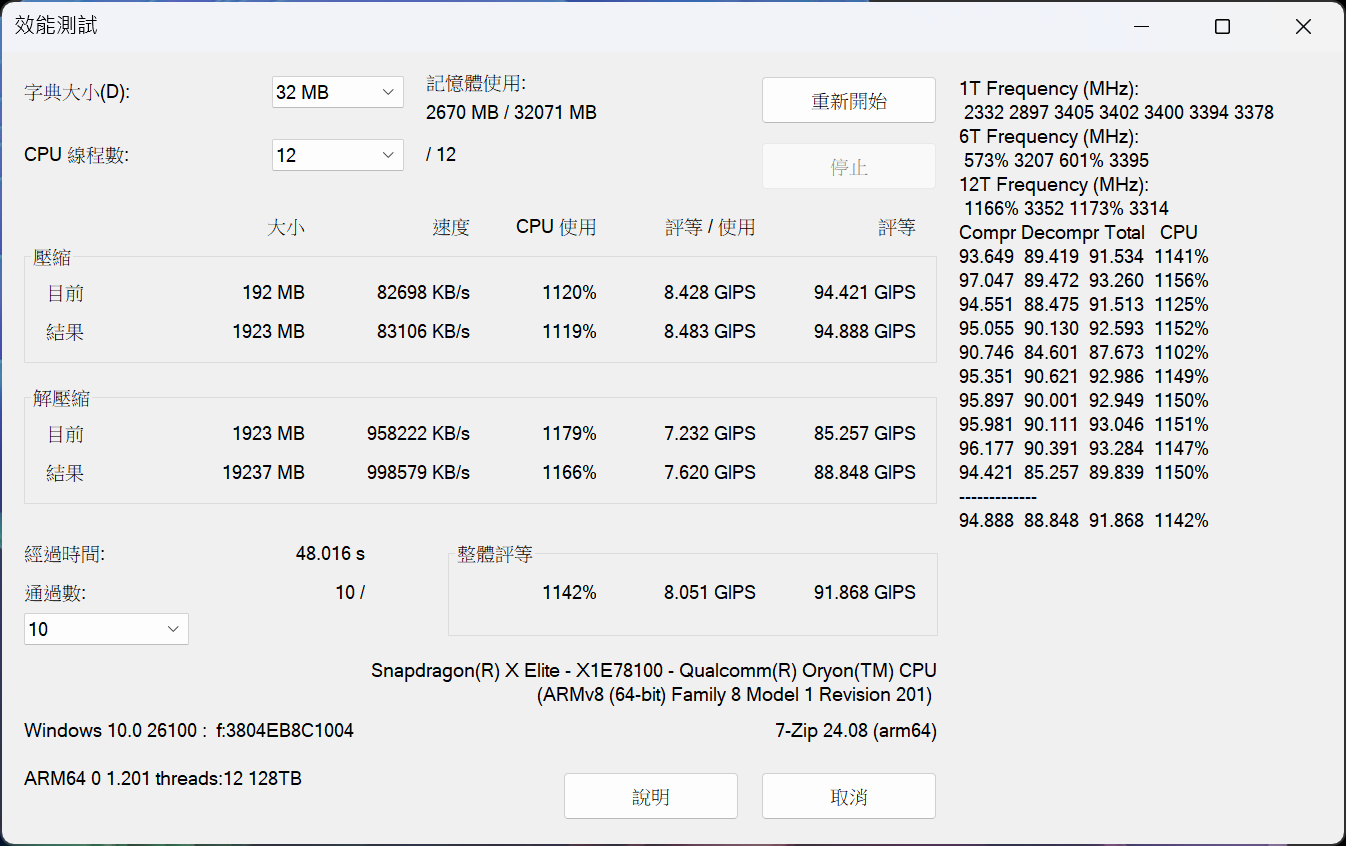 效能測試
字典大小(D):
32 MB
記憶體使用:
2670 MB / 32071 MB
重新開始
CPU 線程數:
12
/ 12
停止
大小 速度 CPU 使用 評等 / 使用 評等
壓縮
目前 192 MB 82698 KB/s 1120% 8.428 GIPS 94.421 GIPS
結果 1923 MB 83106 KB/s 1119% 8.483 GIPS 94.888 GIPS
解壓縮
目前 1923 MB 958222 KB/s 1179% 7.232 GIPS 85.257 GIPS
結果 19237 MB 998579 KB/s 1166% 7.620 GIPS 88.848 GIPS
經過時間: 48.016 s
通過數: 10 /
10
整體評等
1142% 8.051 GIPS 91.868 GIPS
Snapdragon(R) X Elite - X1E78100 - Qualcomm(R) Oryon(TM) CPU
(ARMv8 (64-bit) Family 8 Model 1 Revision 201)
Windows 10.0 26100 : f:3804EB8C1004
7-Zip 24.08 (arm64)
ARM64 0 1.201 threads:12 128TB
說明
取消
1T Frequency (MHz):
2332 2897 3405 3402 3400 3394 3378
6T Frequency (MHz):
573% 3207 601% 3395
12T Frequency (MHz):
1166% 3352 1173% 3314
Compr Decompr Total CPU
93.649 89.419 91.534 1141%
97.047 89.472 93.260 1156%
94.551 88.475 91.513 1125%
95.055 90.130 92.593 1152%
90.746 84.601 87.673 1102%
95.351 90.621 92.986 1149%
95.897 90.001 92.949 1150%
95.981 90.111 93.046 1151%
96.177 90.391 93.284 1147%
94.421 85.257 89.839 1150%
-------------
94.888 88.848 91.868 1142%